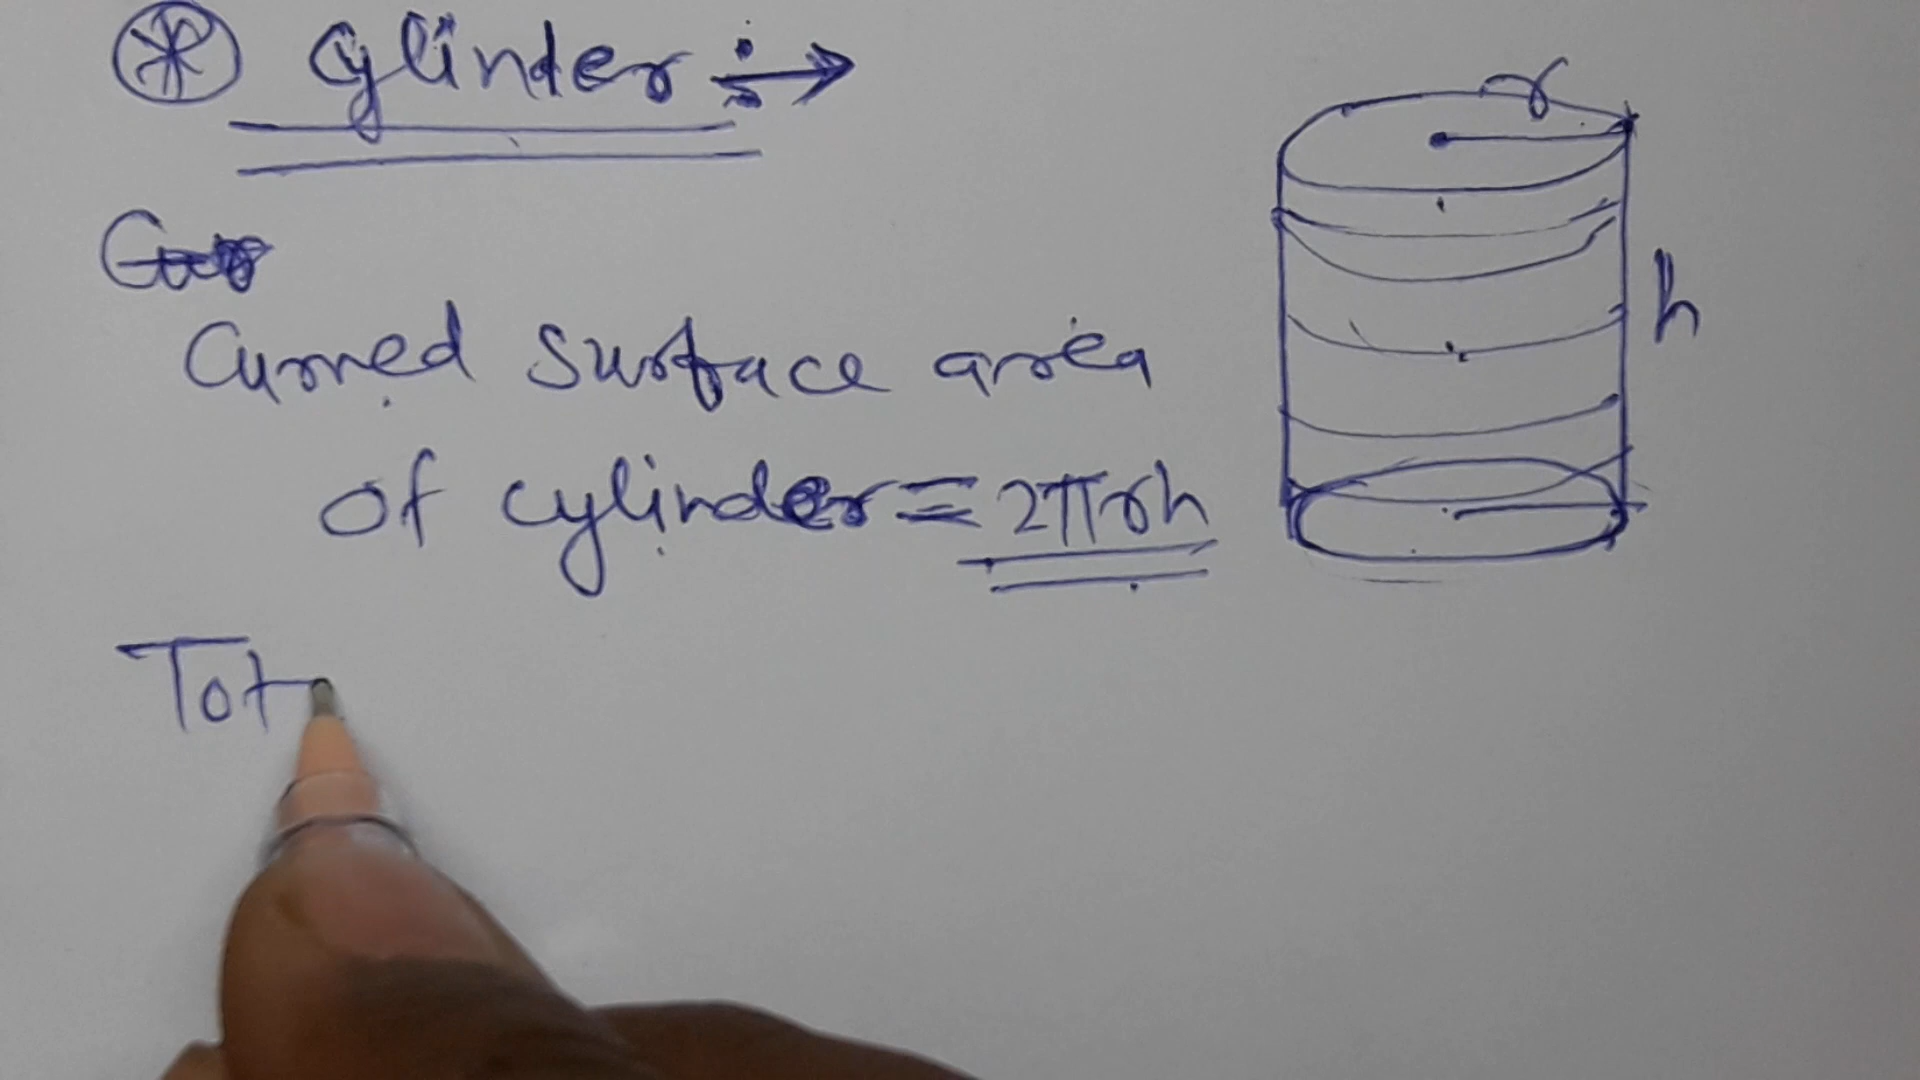 Cylinder :→
Curved surface area
of cylinder = 2πrh
Tot
r
h